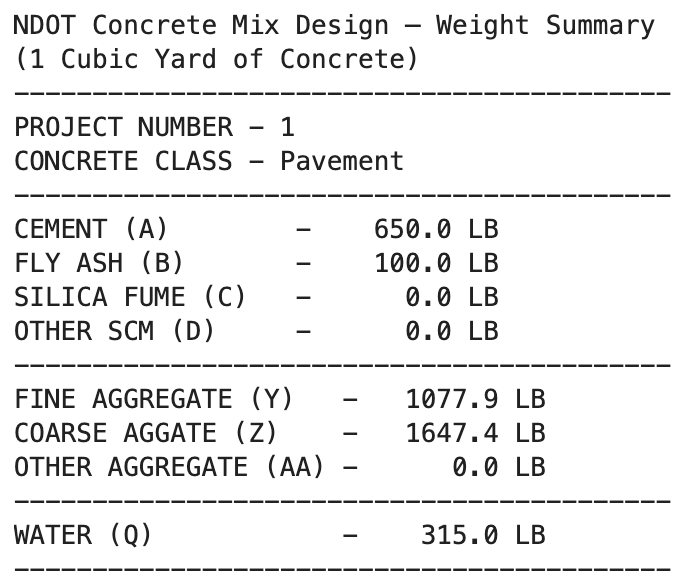 NDOT Concrete Mix Design – Weight Summary
(1 Cubic Yard of Concrete)
------------------------------------------
PROJECT NUMBER – 1
CONCRETE CLASS – Pavement
------------------------------------------
CEMENT (A)        –    650.0 LB
FLY ASH (B)       –    100.0 LB
SILICA FUME (C)   –      0.0 LB
OTHER SCM (D)     –      0.0 LB
------------------------------------------
FINE AGGREGATE (Y)   –   1077.9 LB
COARSE AGGATE (Z)    –   1647.4 LB
OTHER AGGREGATE (AA) –      0.0 LB
------------------------------------------
WATER (Q)            –    315.0 LB
------------------------------------------